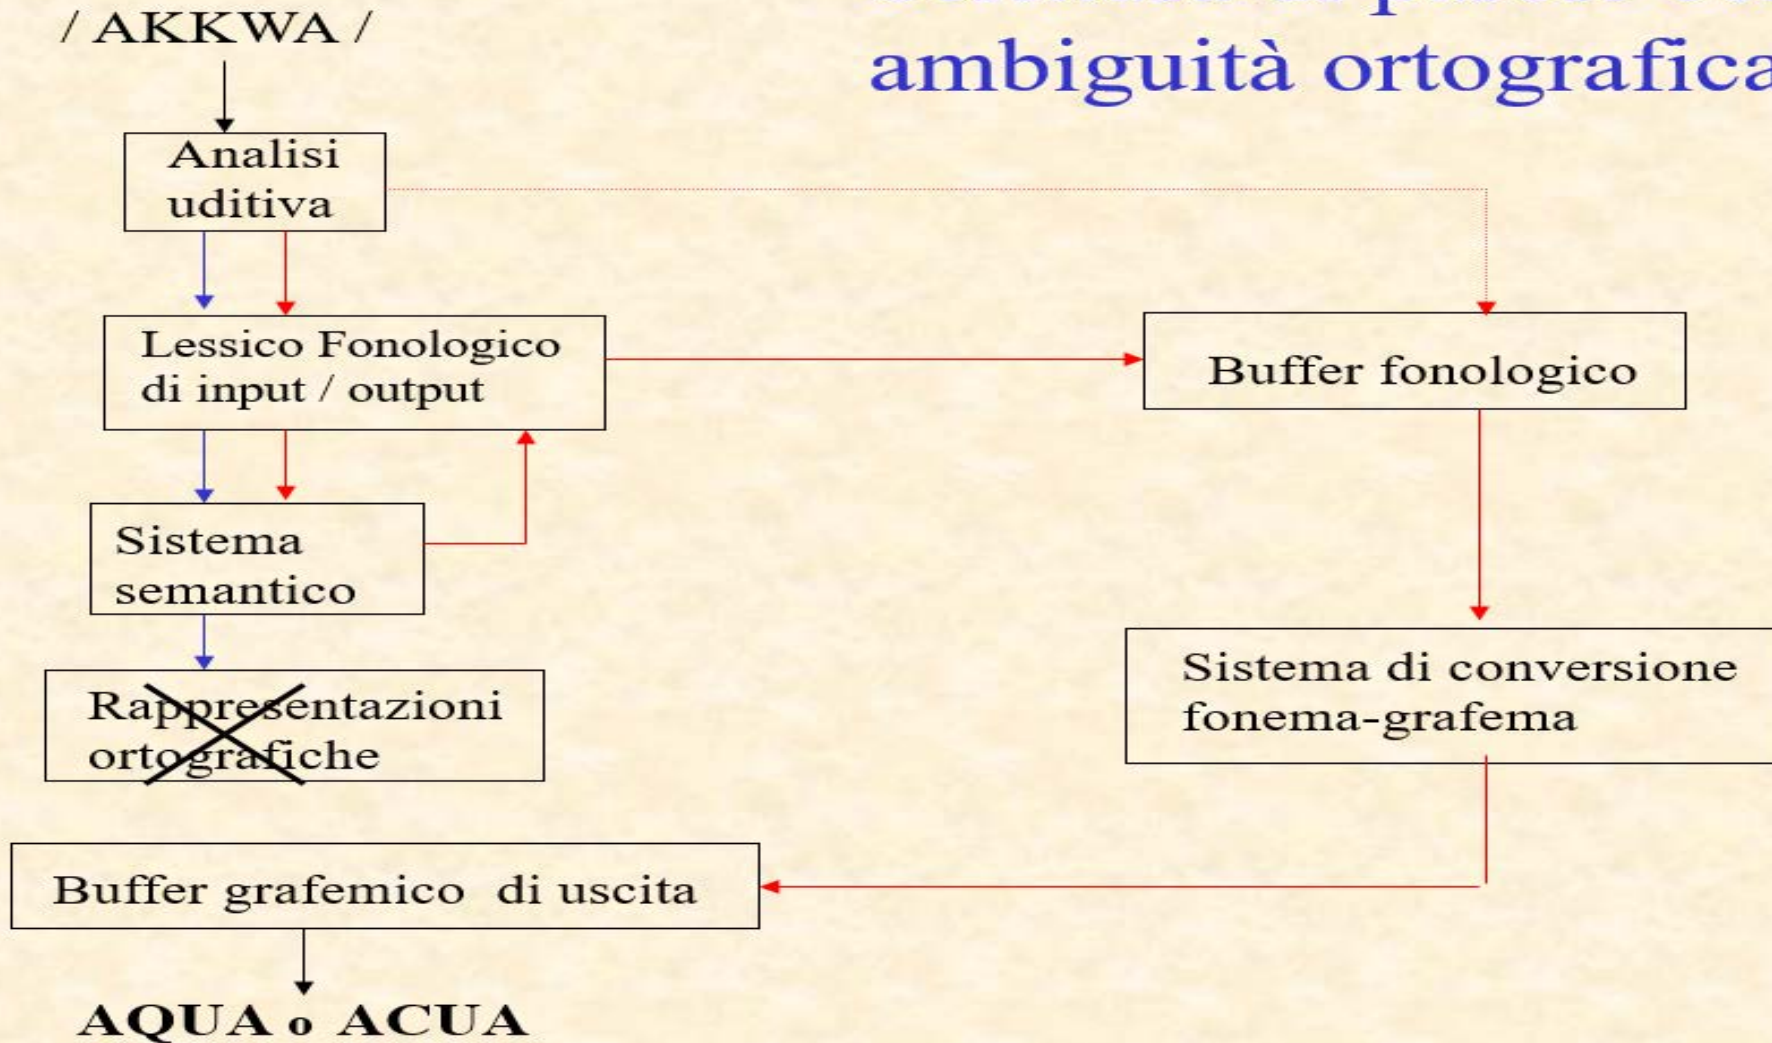 ambiguità ortografica
/ AKKWA /
Analisi
uditiva
Lessico Fonologico
di input / output
Buffer fonologico
Sistema
semantico
Rappresentazioni
ortografiche
Sistema di conversione
fonema-grafema
Buffer grafemico di uscita
AQUA o ACUA